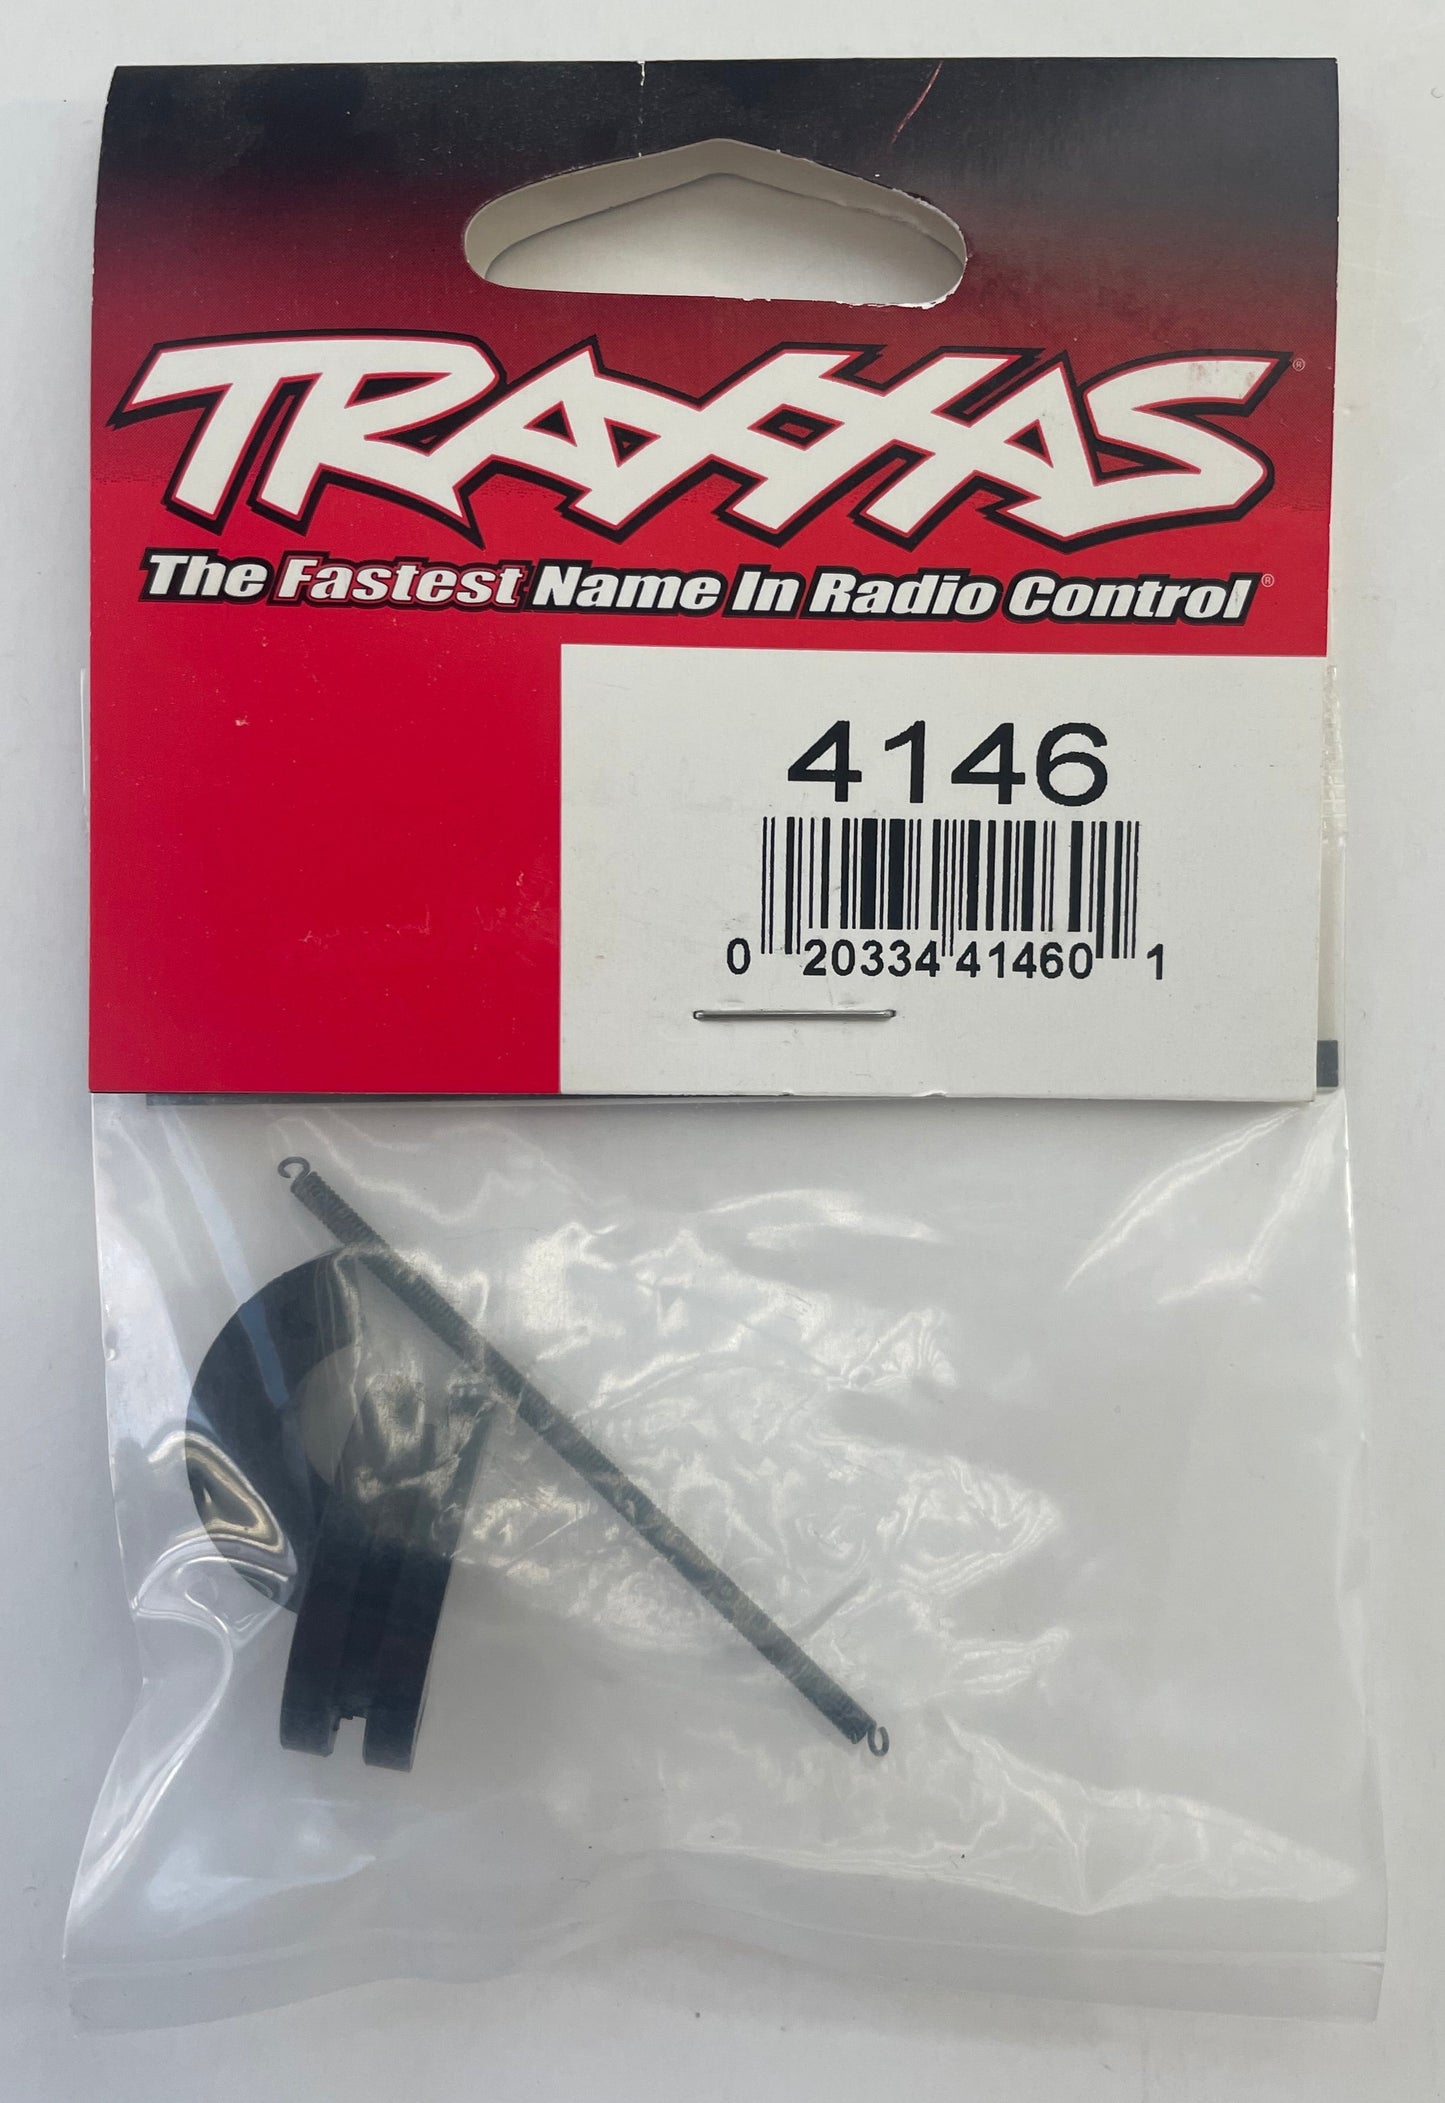 TRAXXAS®
The Fastest Name In Radio Control®
4146
0 20334 41460 1